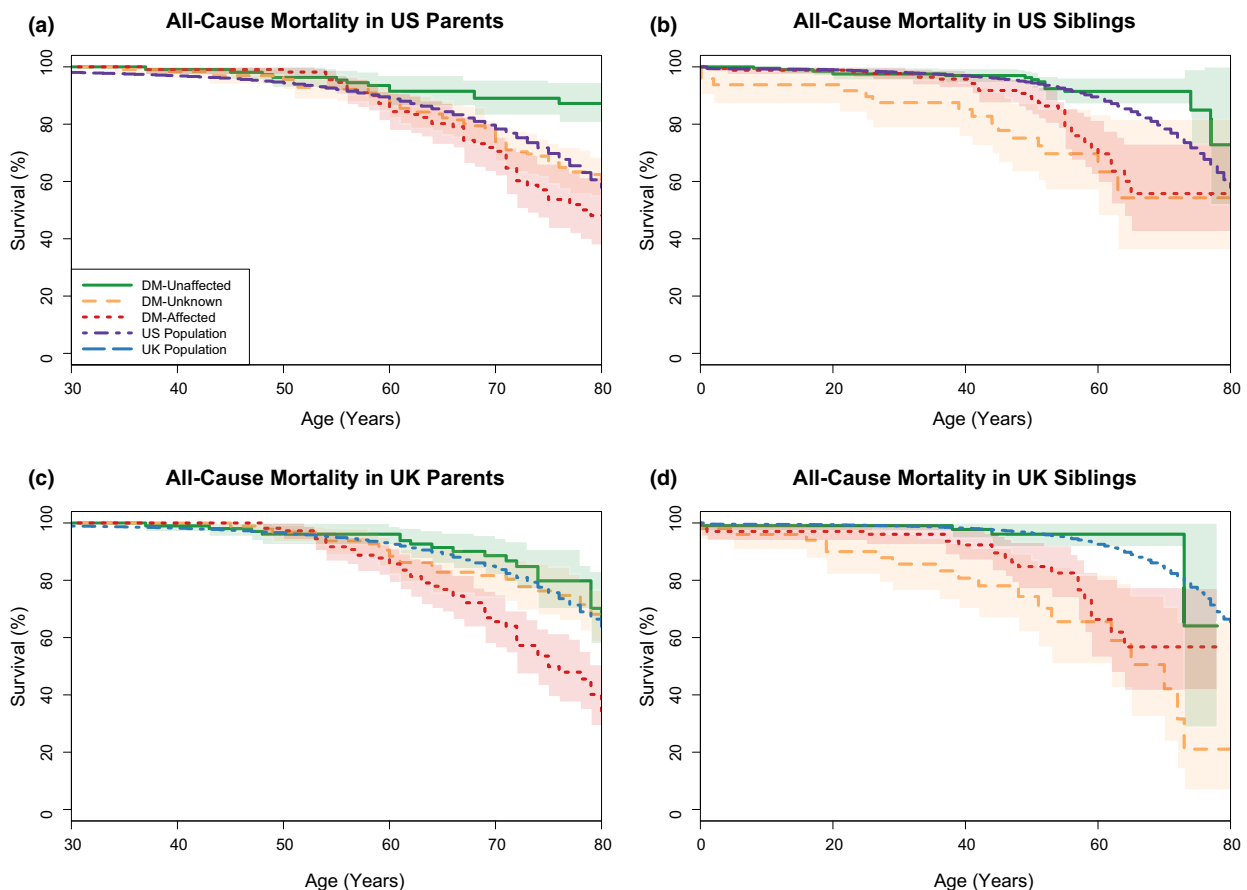 (a)
All-Cause Mortality in US Parents
Survival (%)
100
80
60
40
20
0
DM-Unaffected
DM-Unknown
DM-Affected
US Population
UK Population
30 40 50 60 70 80
Age (Years)
(b)
All-Cause Mortality in US Siblings
Survival (%)
100
80
60
40
20
0
0 20 40 60 80
Age (Years)
(c)
All-Cause Mortality in UK Parents
Survival (%)
100
80
60
40
20
0
30 40 50 60 70 80
Age (Years)
(d)
All-Cause Mortality in UK Siblings
Survival (%)
100
80
60
40
20
0
0 20 40 60 80
Age (Years)